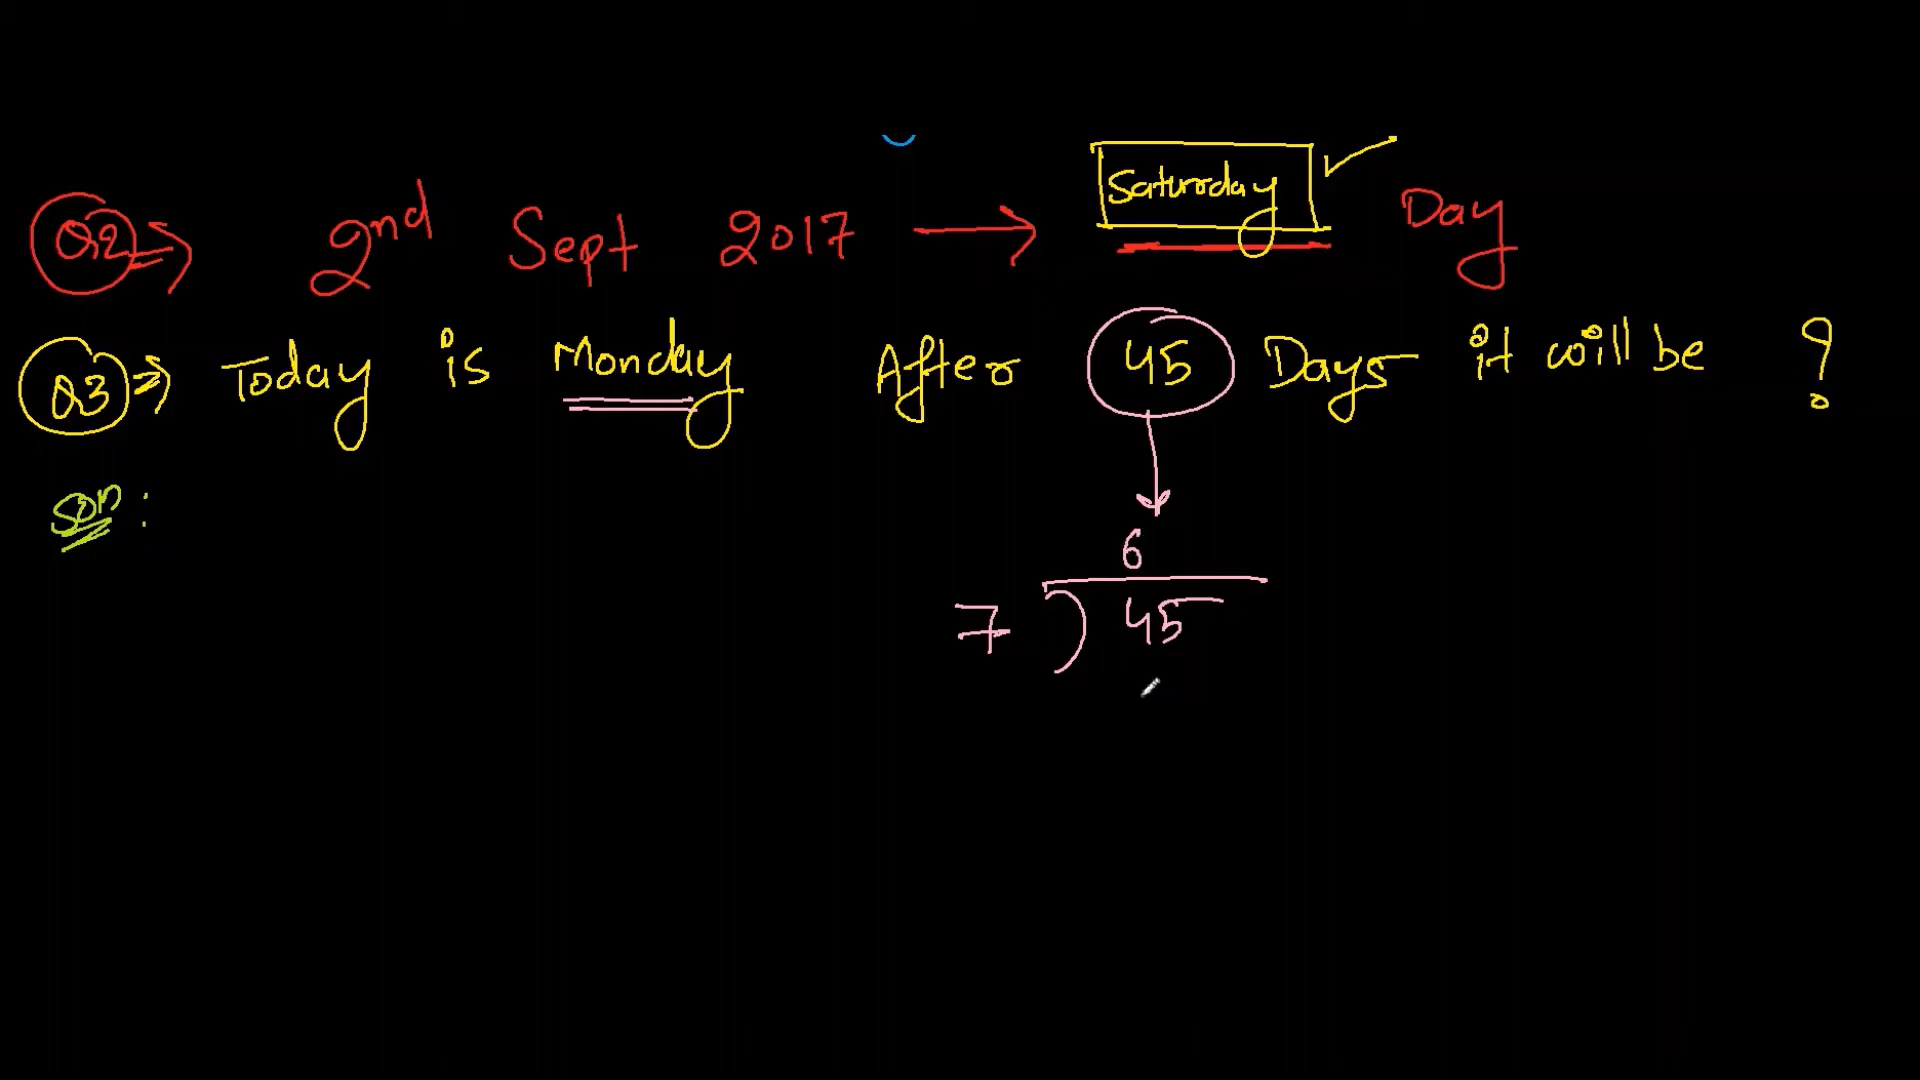 Q2 ⇒ 2nd Sept 2017 → Saturday Day
Q3 ⇒ Today is Monday After 45 Days it will be ?
Soln :
6
7 ) 45